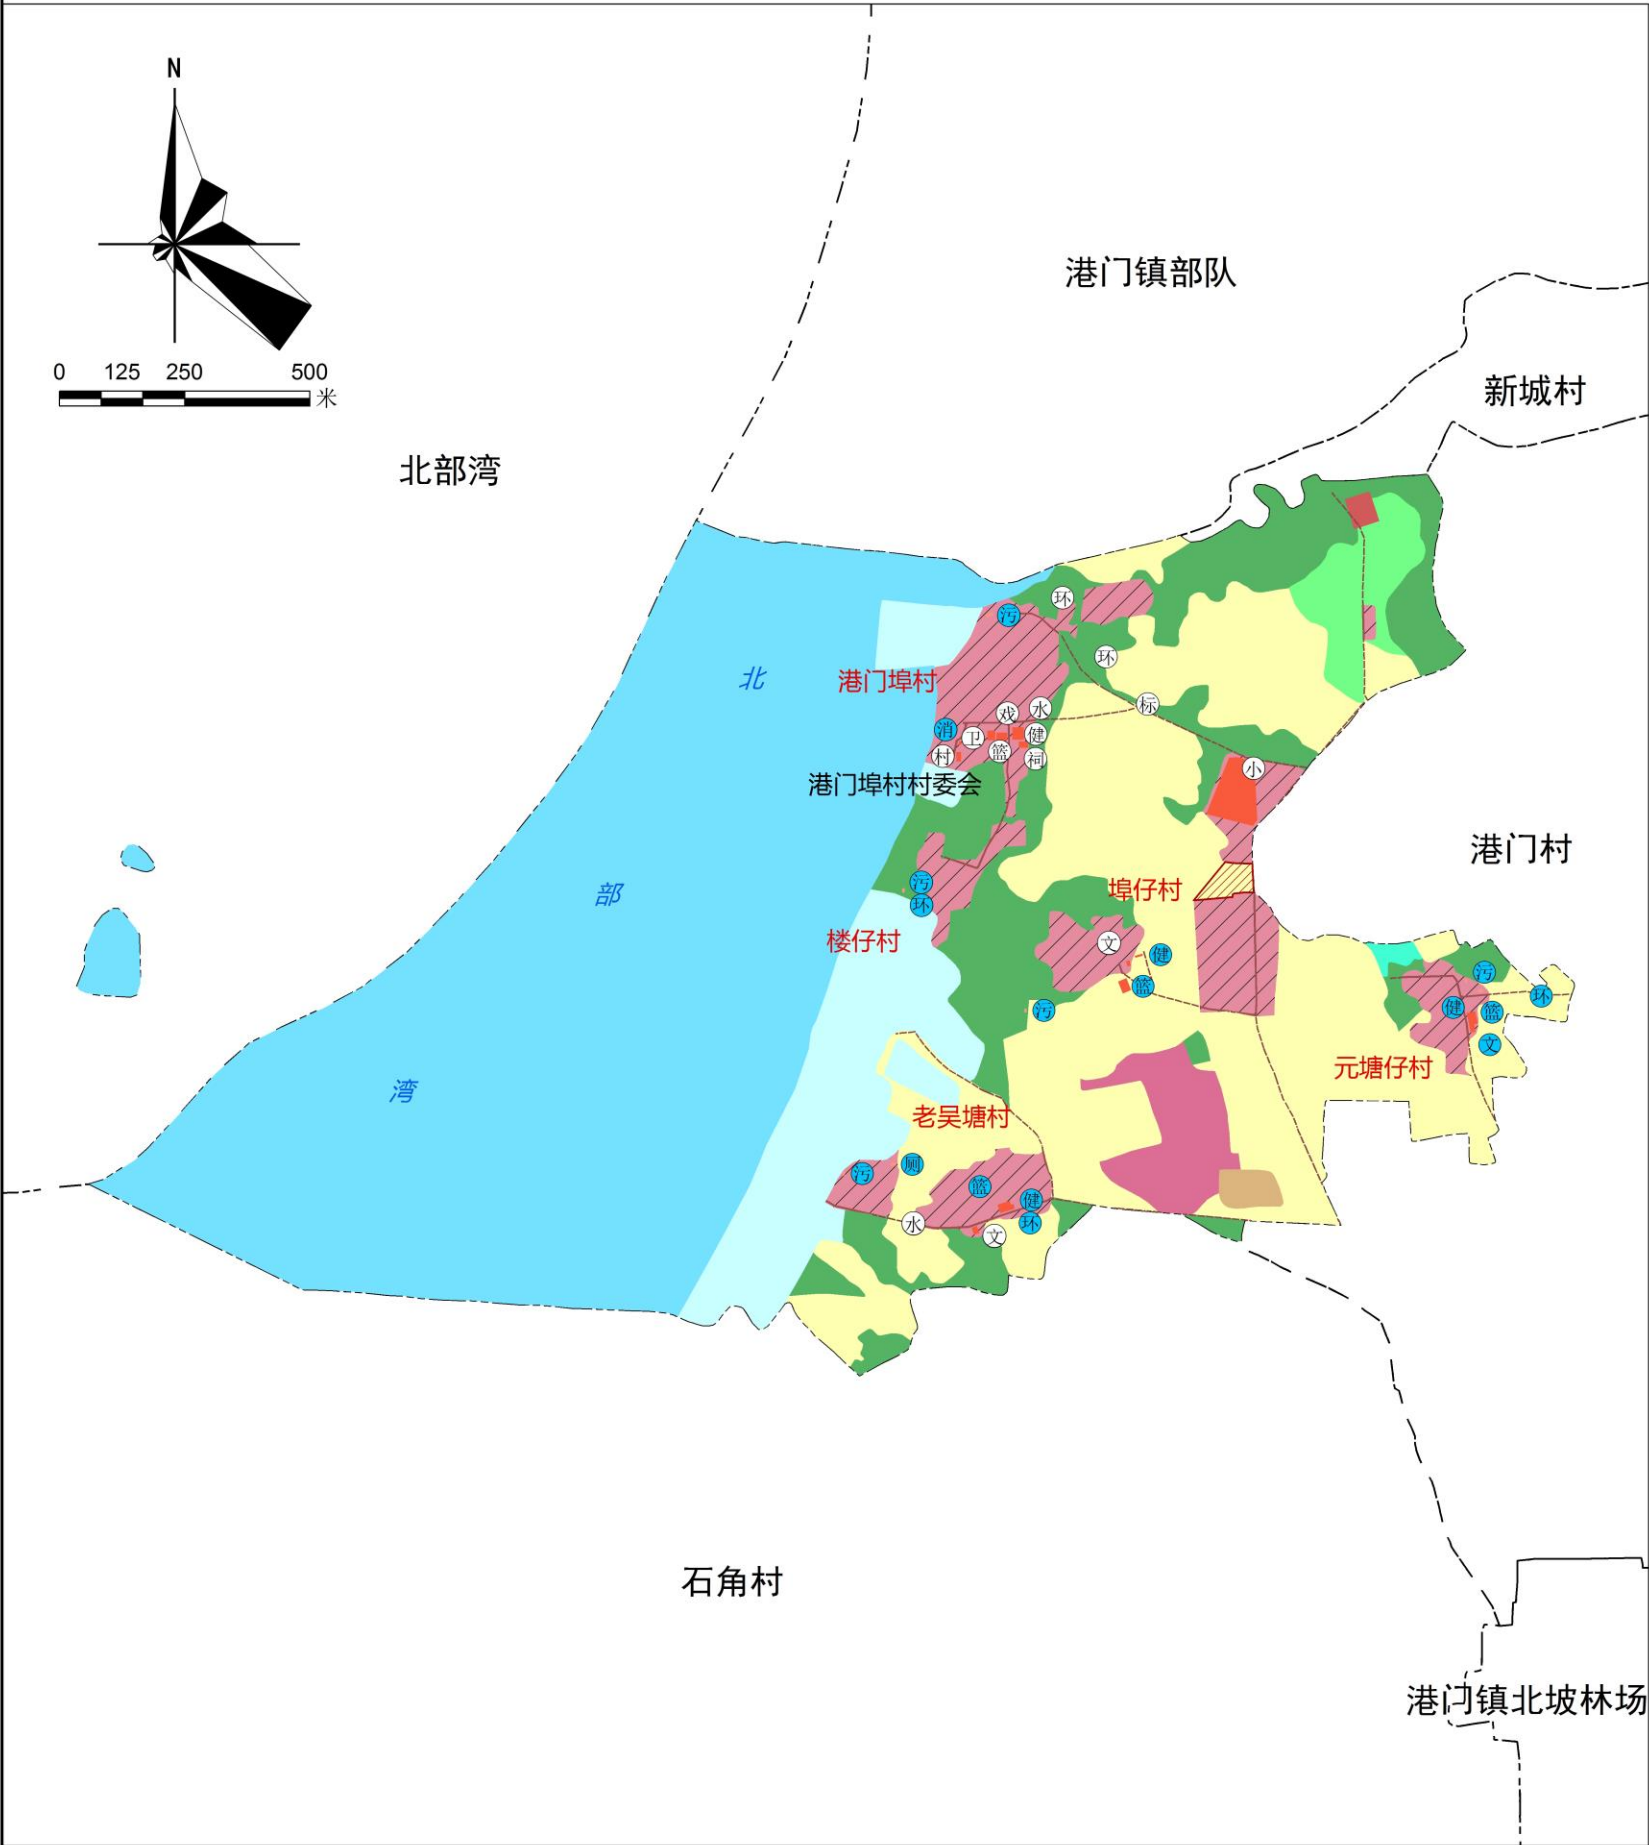 N
0 125 250 500
米
港门镇部队
新城村
北部湾
环
污
环
北
港门埠村
戏
水
标
消
卫
健
篮
村
祠
小
港门埠村村委会
港门村
污
埠仔村
部
环
楼仔村
文
健
污
篮
环
污
健
篮
文
元塘仔村
湾
老吴塘村
厕
污
篮
健
水
环
文
石角村
港门镇北坡林场